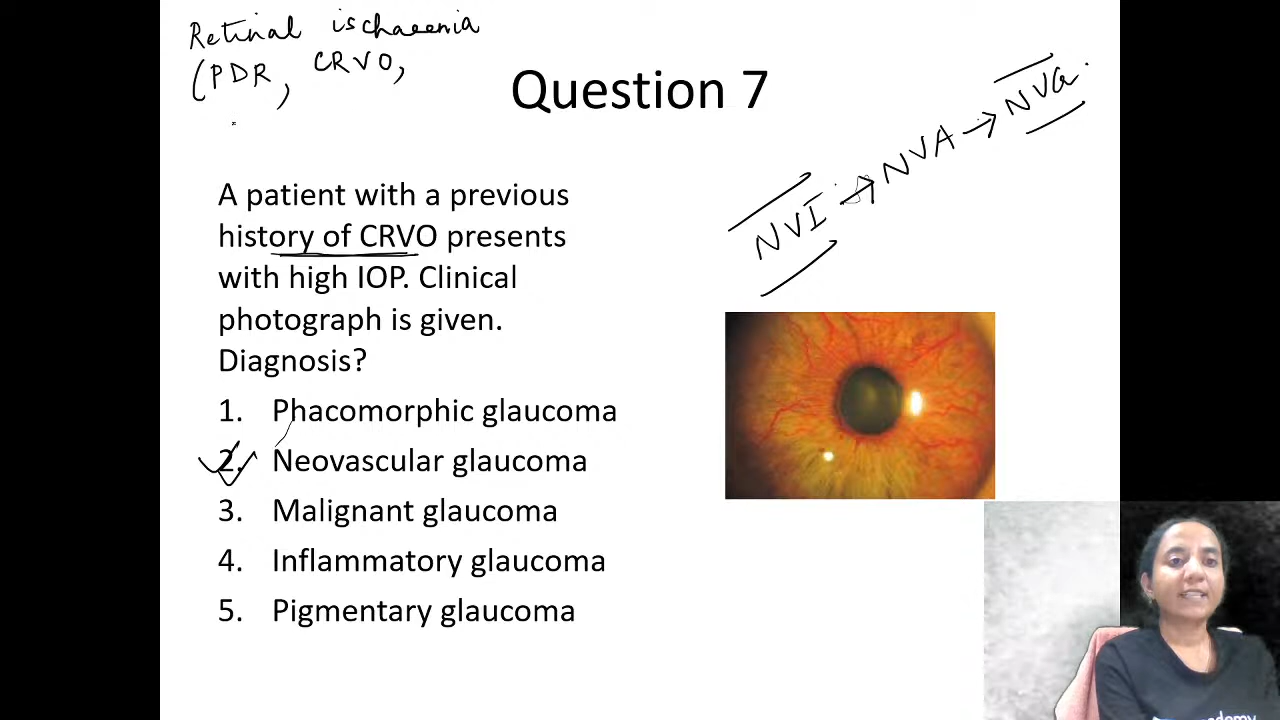 Retinal ischaemia
(PDR, CRVO,
Question 7
NVI → NVA → NVG
A patient with a previous
history of CRVO presents
with high IOP. Clinical
photograph is given.
Diagnosis?
1. Phacomorphic glaucoma
2. Neovascular glaucoma
3. Malignant glaucoma
4. Inflammatory glaucoma
5. Pigmentary glaucoma